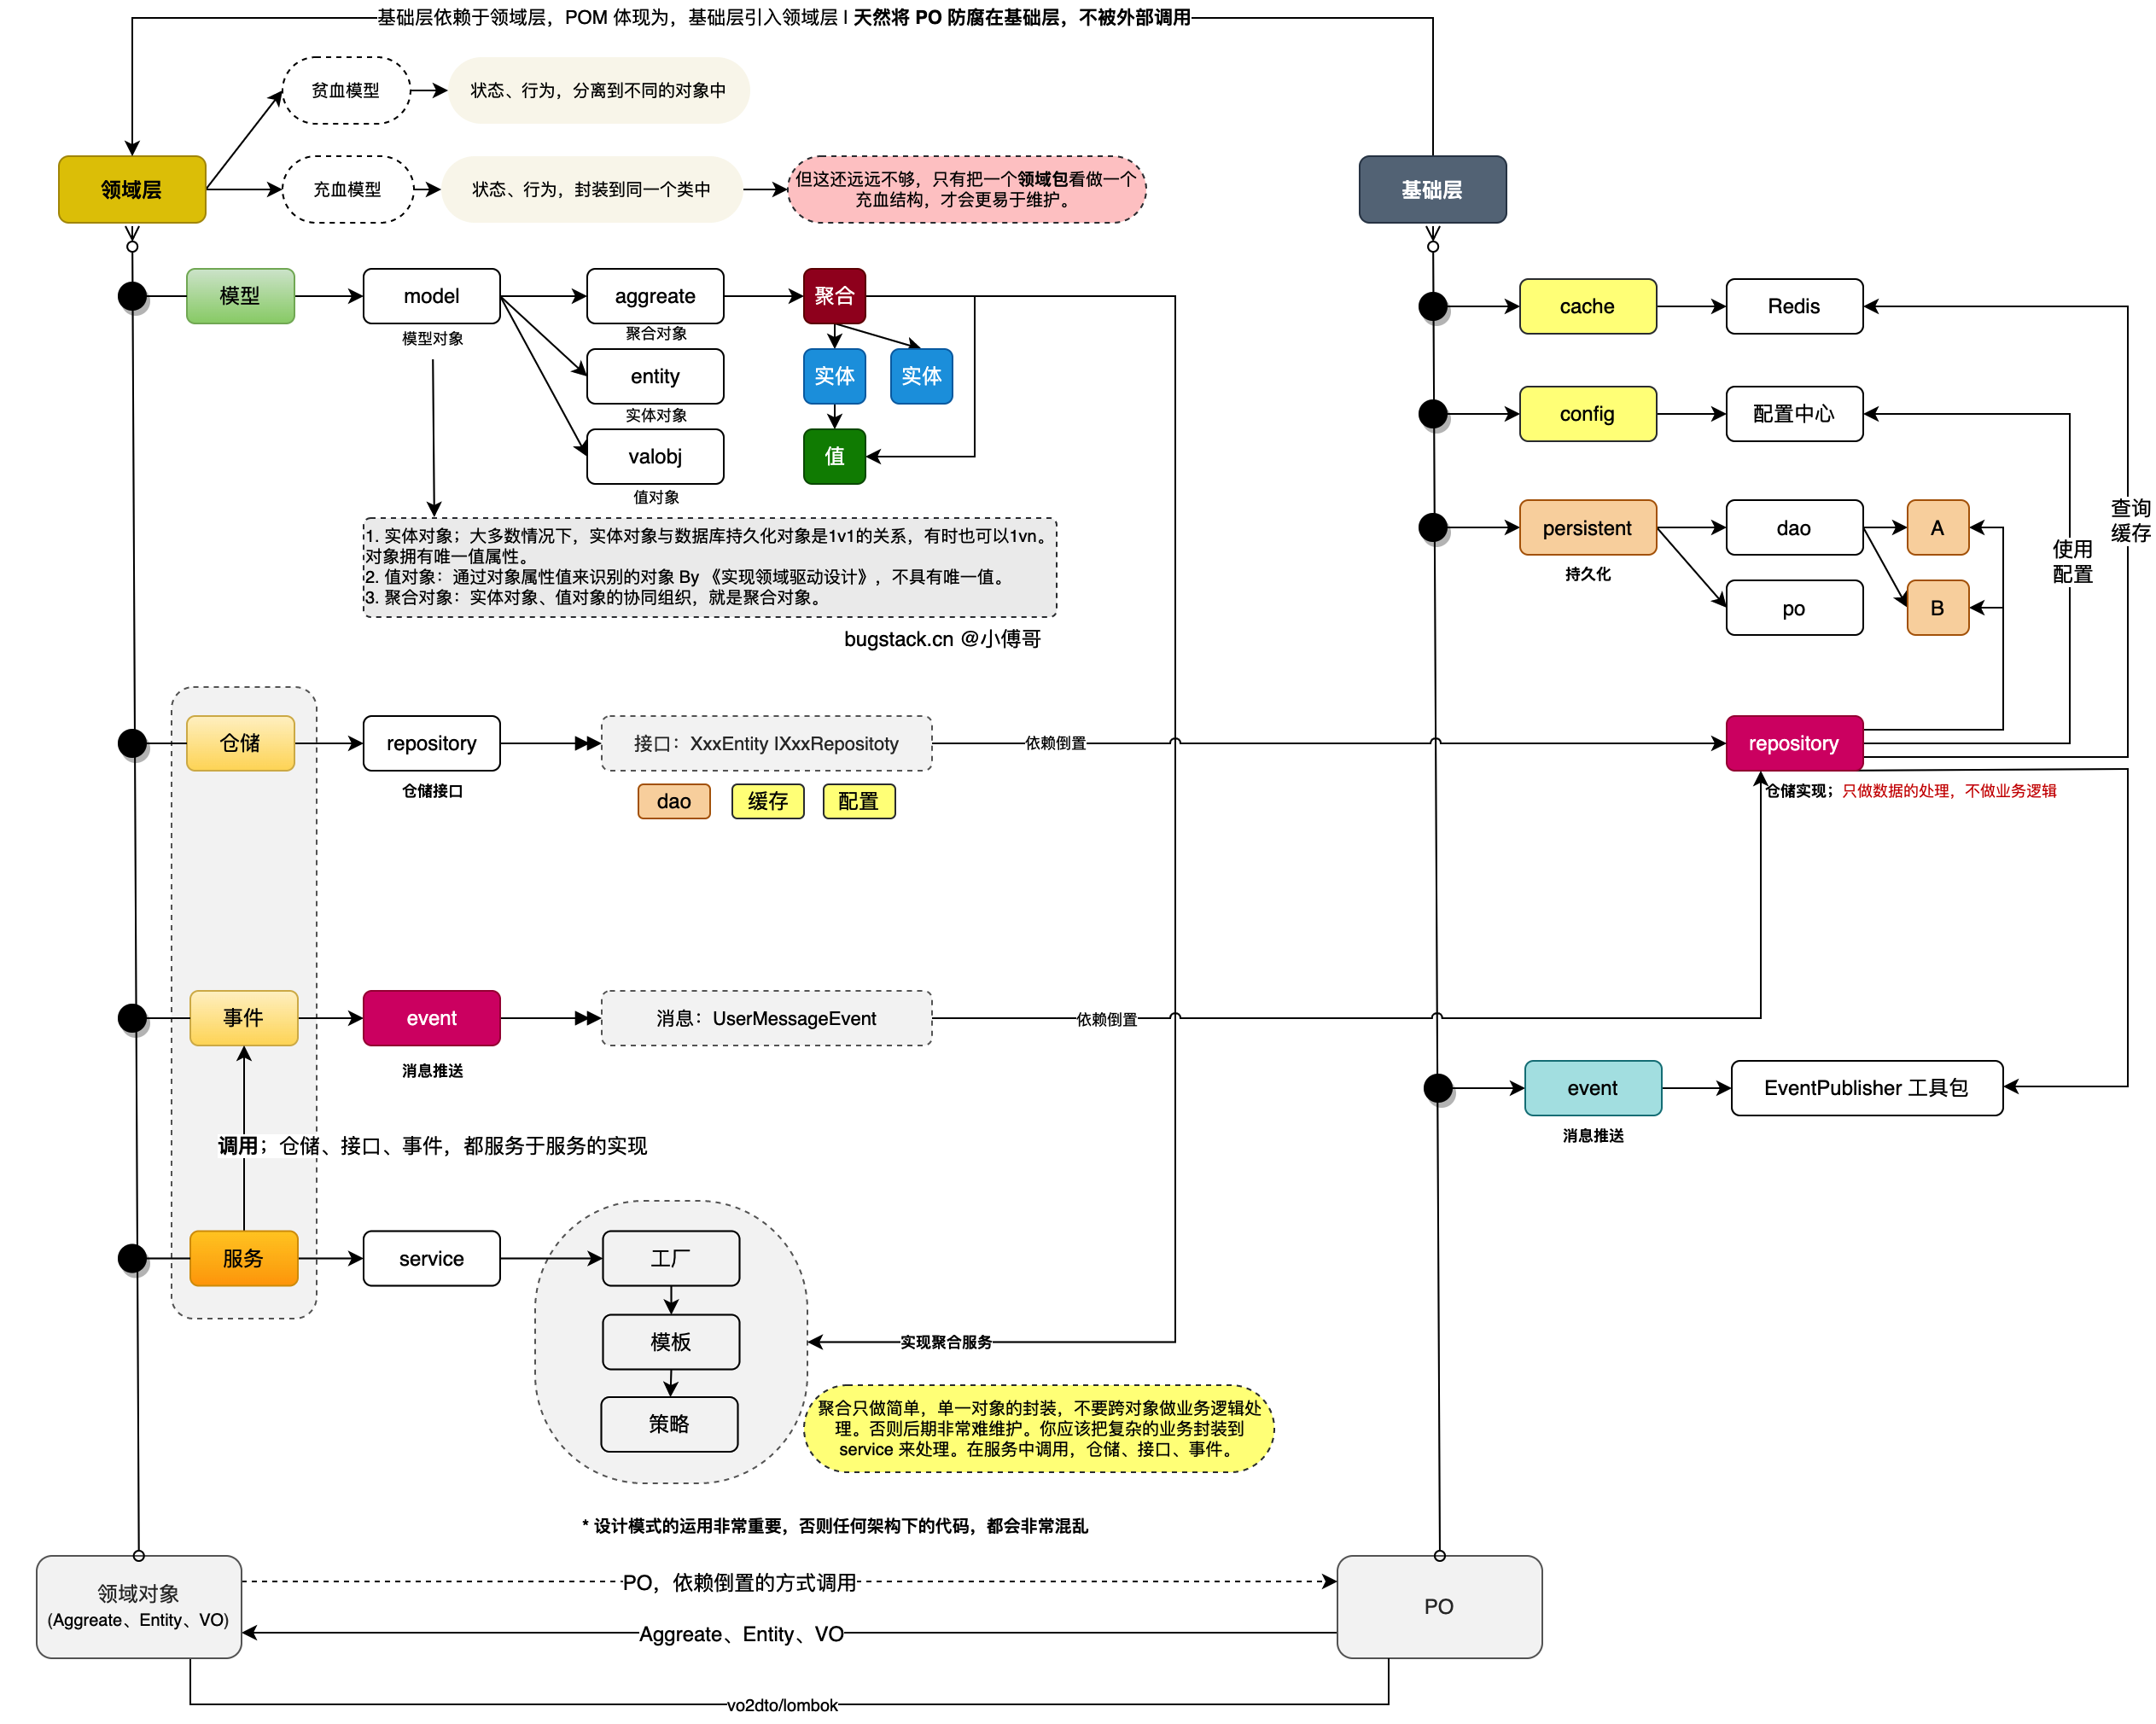 基础层依赖于领域层，POM 体现为，基础层引入领域层 | 天然将 PO 防腐在基础层，不被外部调用
贫血模型
状态、行为，分离到不同的对象中
领域层
充血模型
状态、行为，封装到同一个类中
但这还远远不够，只有把一个领域包看做一个
充血结构，才会更易于维护。
基础层
模型
model
模型对象
aggreate
聚合对象
聚合
entity
实体对象
实体
实体
valobj
值对象
值
cache
Redis
config
配置中心
查询
缓存
使用
配置
persistent
持久化
dao
A
po
B
1. 实体对象；大多数情况下，实体对象与数据库持久化对象是1v1的关系，有时也可以1vn。
对象拥有唯一值属性。
2. 值对象：通过对象属性值来识别的对象 By 《实现领域驱动设计》，不具有唯一值。
3. 聚合对象：实体对象、值对象的协同组织，就是聚合对象。
bugstack.cn @小傅哥
仓储
repository
仓储接口
接口：XxxEntity IXxxRepositoty
依赖倒置
repository
仓储实现；只做数据的处理，不做业务逻辑
dao
缓存
配置
事件
event
消息推送
消息：UserMessageEvent
依赖倒置
event
消息推送
EventPublisher 工具包
调用；仓储、接口、事件，都服务于服务的实现
服务
service
工厂
模板
策略
实现聚合服务
聚合只做简单，单一对象的封装，不要跨对象做业务逻辑处
理。否则后期非常难维护。你应该把复杂的业务封装到
service 来处理。在服务中调用，仓储、接口、事件。
* 设计模式的运用非常重要，否则任何架构下的代码，都会非常混乱
领域对象
(Aggreate、Entity、VO)
PO，依赖倒置的方式调用
PO
Aggreate、Entity、VO
vo2dto/lombok